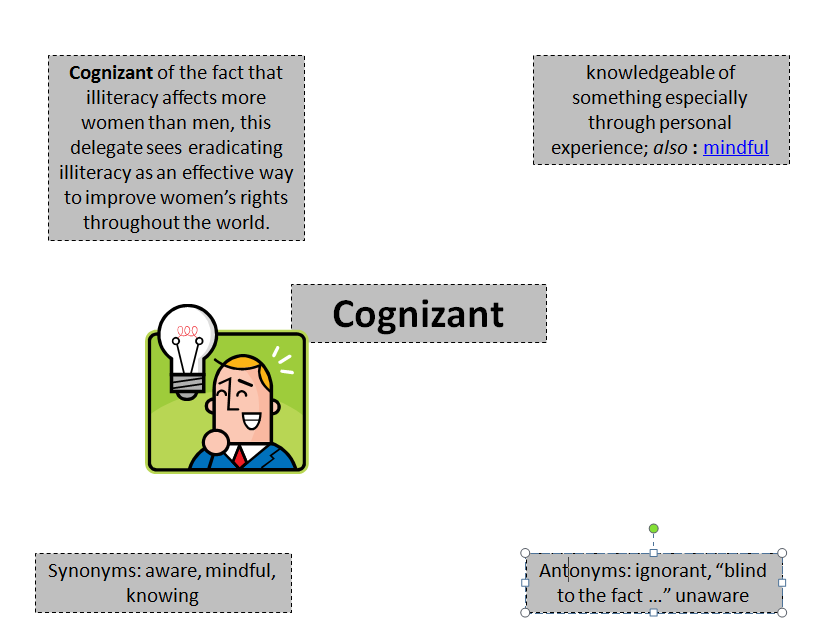 Cognizant of the fact that
illiteracy affects more
women than men, this
delegate sees eradicating
illiteracy as an effective way
to improve women’s rights
throughout the world.
knowledgeable of
something especially
through personal
experience; also : mindful
Cognizant
Synonyms: aware, mindful,
knowing
Antonyms: ignorant, “blind
to the fact …” unaware